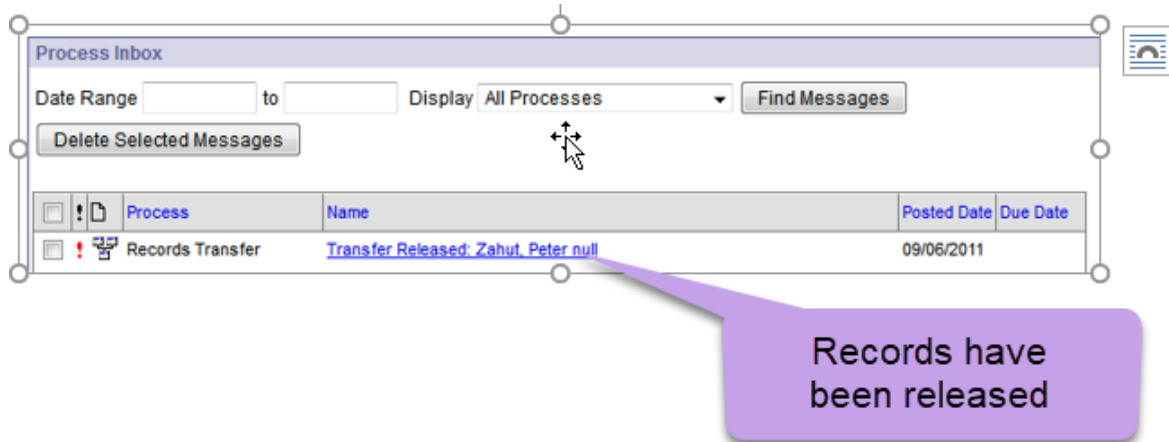 Process Inbox
Date Range to Display All Processes Find Messages
Delete Selected Messages
! Process Name Posted Date Due Date
! Records Transfer Transfer Released: Zahut, Peter null 09/06/2011
Records have
been released